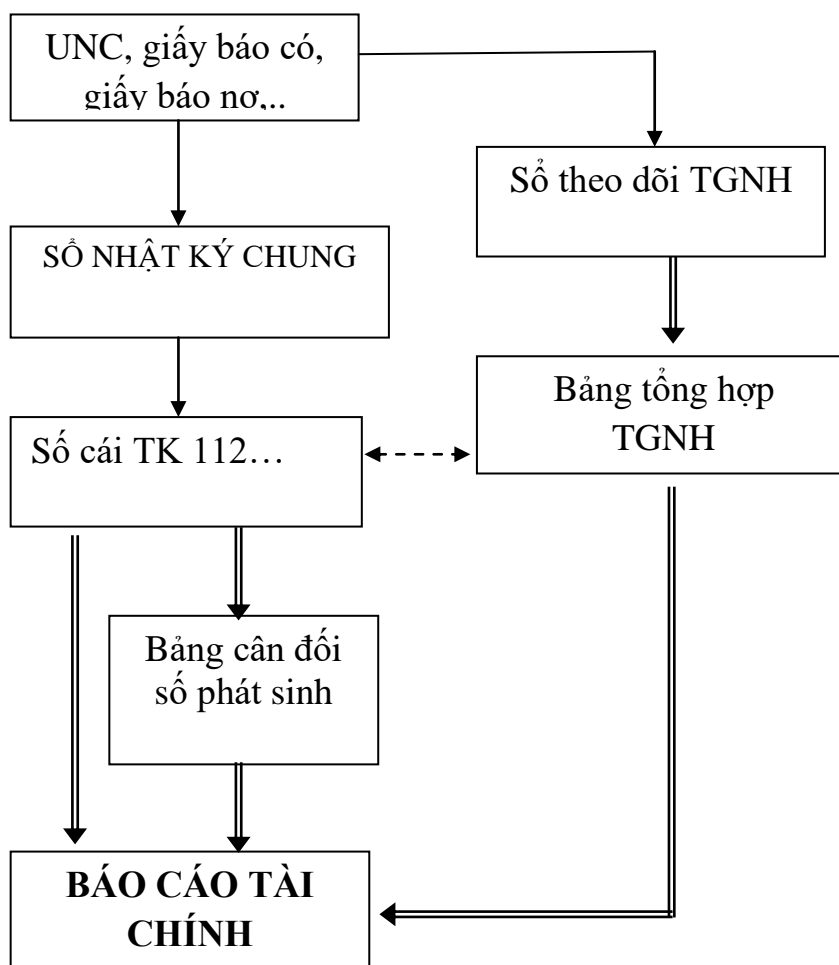 UNC, giấy báo có,
giấy báo nợ,..
Sổ theo dõi TGNH
SỔ NHẬT KÝ CHUNG
Bảng tổng hợp
TGNH
Số cái TK 112…
Bảng cân đối
số phát sinh
BÁO CÁO TÀI
CHÍNH